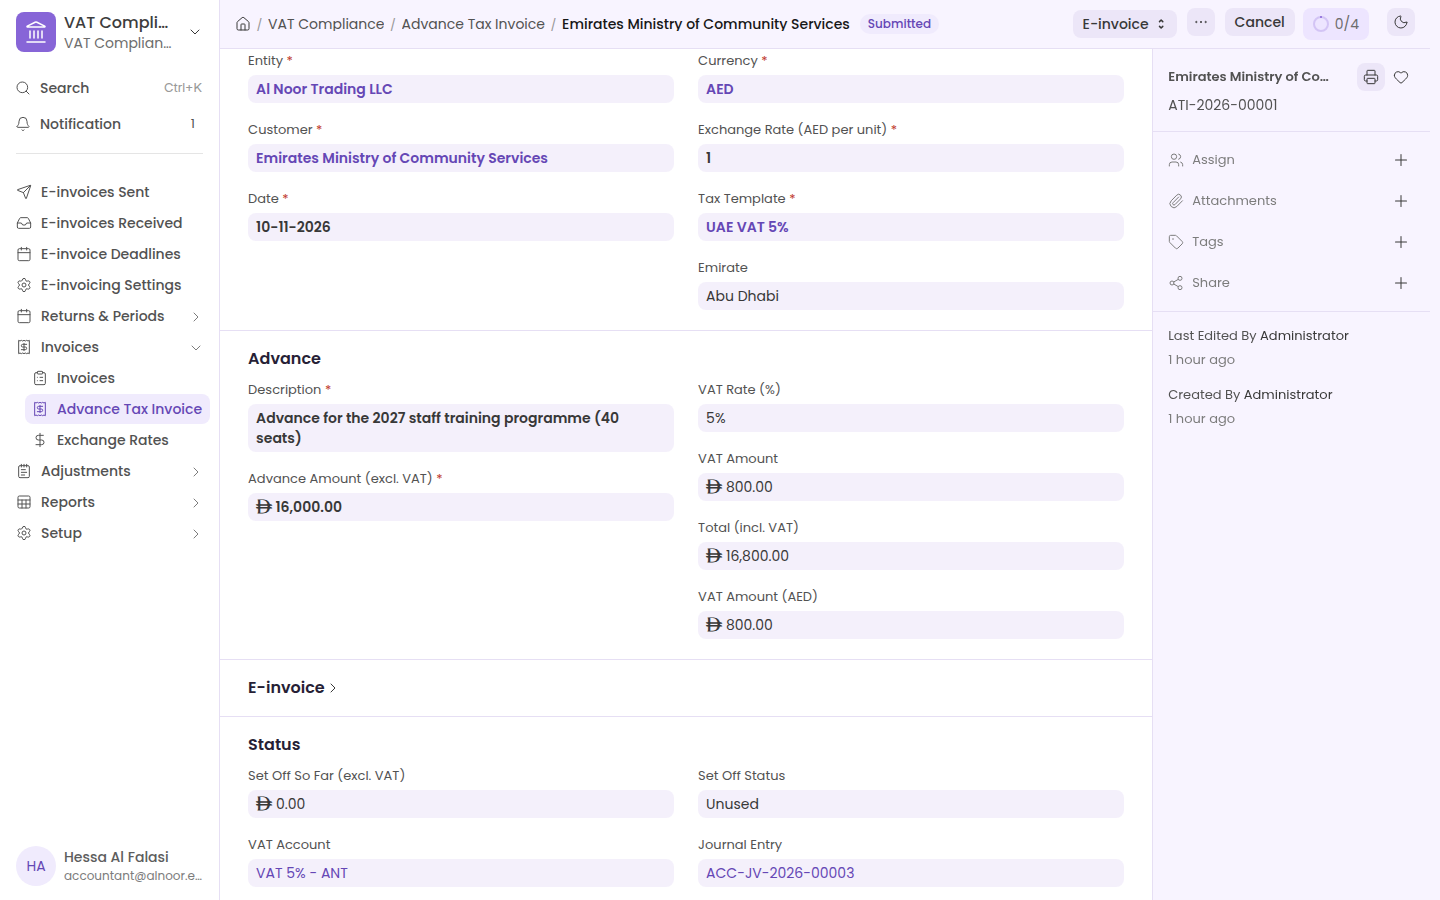 VAT Compli...
VAT Complian...
Search
Ctrl+K
Notification
1
E-invoices Sent
E-invoices Received
E-invoice Deadlines
E-invoicing Settings
Returns & Periods
Invoices
Invoices
Advance Tax Invoice
Exchange Rates
Adjustments
Reports
Setup
HA
Hessa Al Falasi
accountant@alnoor.e...
/ VAT Compliance / Advance Tax Invoice / Emirates Ministry of Community Services
Submitted
E-invoice
...
Cancel
0/4
Entity *
Al Noor Trading LLC
Customer *
Emirates Ministry of Community Services
Date *
10-11-2026
Currency *
AED
Exchange Rate (AED per unit) *
1
Tax Template *
UAE VAT 5%
Emirate
Abu Dhabi
Advance
Description *
Advance for the 2027 staff training programme (40
seats)
Advance Amount (excl. VAT) *
16,000.00
VAT Rate (%)
5%
VAT Amount
800.00
Total (incl. VAT)
16,800.00
VAT Amount (AED)
800.00
E-invoice
Status
Set Off So Far (excl. VAT)
0.00
VAT Account
VAT 5% - ANT
Set Off Status
Unused
Journal Entry
ACC-JV-2026-00003
Emirates Ministry of Co...
ATI-2026-00001
Assign
Attachments
Tags
Share
Last Edited By Administrator
1 hour ago
Created By Administrator
1 hour ago